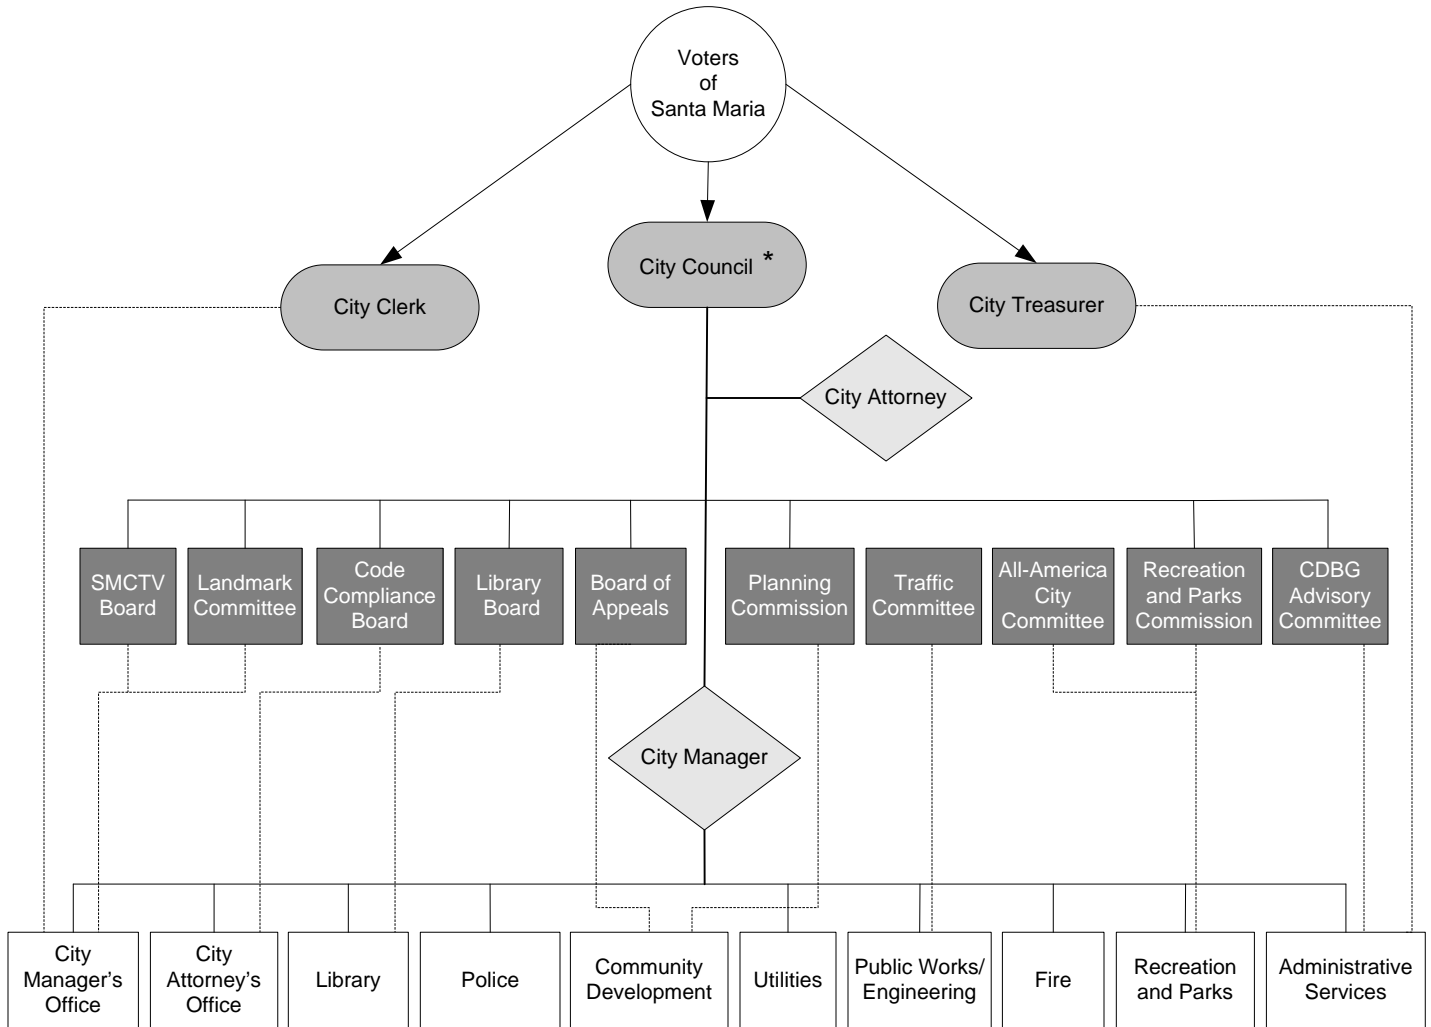 Voters
of
Santa Maria
City Council *
City Clerk
City Treasurer
City Attorney
SMCTV
Board
Landmark
Committee
Code
Compliance
Board
Library
Board
Board of
Appeals
Planning
Commission
Traffic
Committee
All-America
City
Committee
Recreation
and Parks
Commission
CDBG
Advisory
Committee
City Manager
City
Manager's
Office
City
Attorney's
Office
Library
Police
Community
Development
Utilities
Public Works/
Engineering
Fire
Recreation
and Parks
Administrative
Services